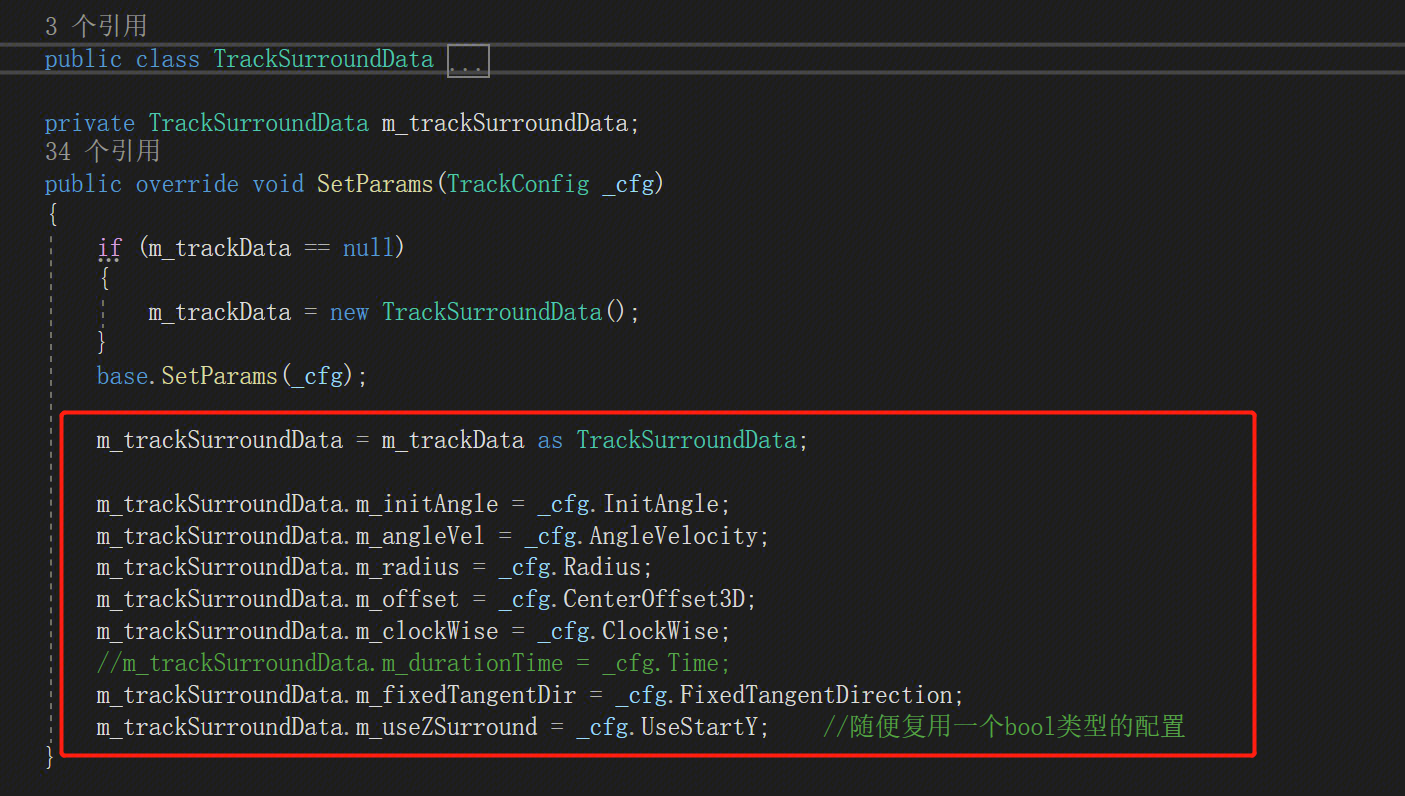 3 个引用
public class TrackSurroundData ...
private TrackSurroundData m_trackSurroundData;
34 个引用
public override void SetParams(TrackConfig _cfg)
{
if (m_trackData == null)
{
m_trackData = new TrackSurroundData();
}
base.SetParams(_cfg);
m_trackSurroundData = m_trackData as TrackSurroundData;
m_trackSurroundData.m_initAngle = _cfg.InitAngle;
m_trackSurroundData.m_angleVel = _cfg.AngleVelocity;
m_trackSurroundData.m_radius = _cfg.Radius;
m_trackSurroundData.m_offset = _cfg.CenterOffset3D;
m_trackSurroundData.m_clockWise = _cfg.ClockWise;
//m_trackSurroundData.m_durationTime = _cfg.Time;
m_trackSurroundData.m_fixedTangentDir = _cfg.FixedTangentDirection;
m_trackSurroundData.m_useZSurround = _cfg.UseStartY; //随便复用一个bool类型的配置
}